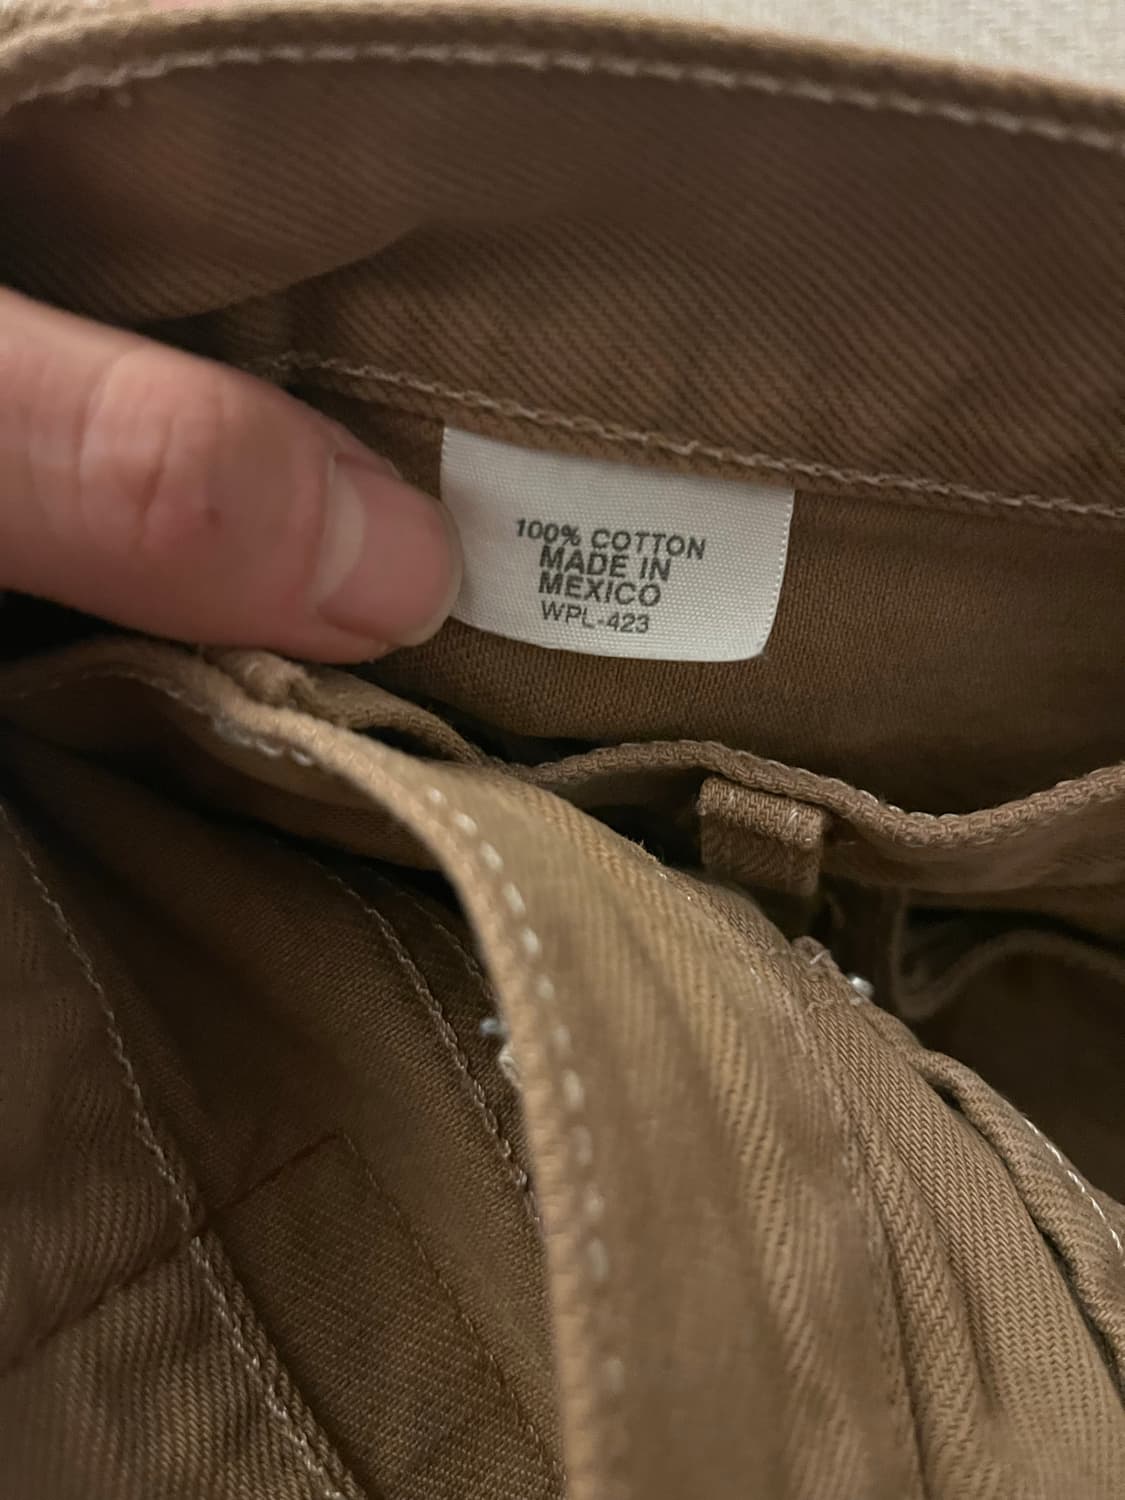 100% COTTON
MADE IN
MEXICO
WPL-423